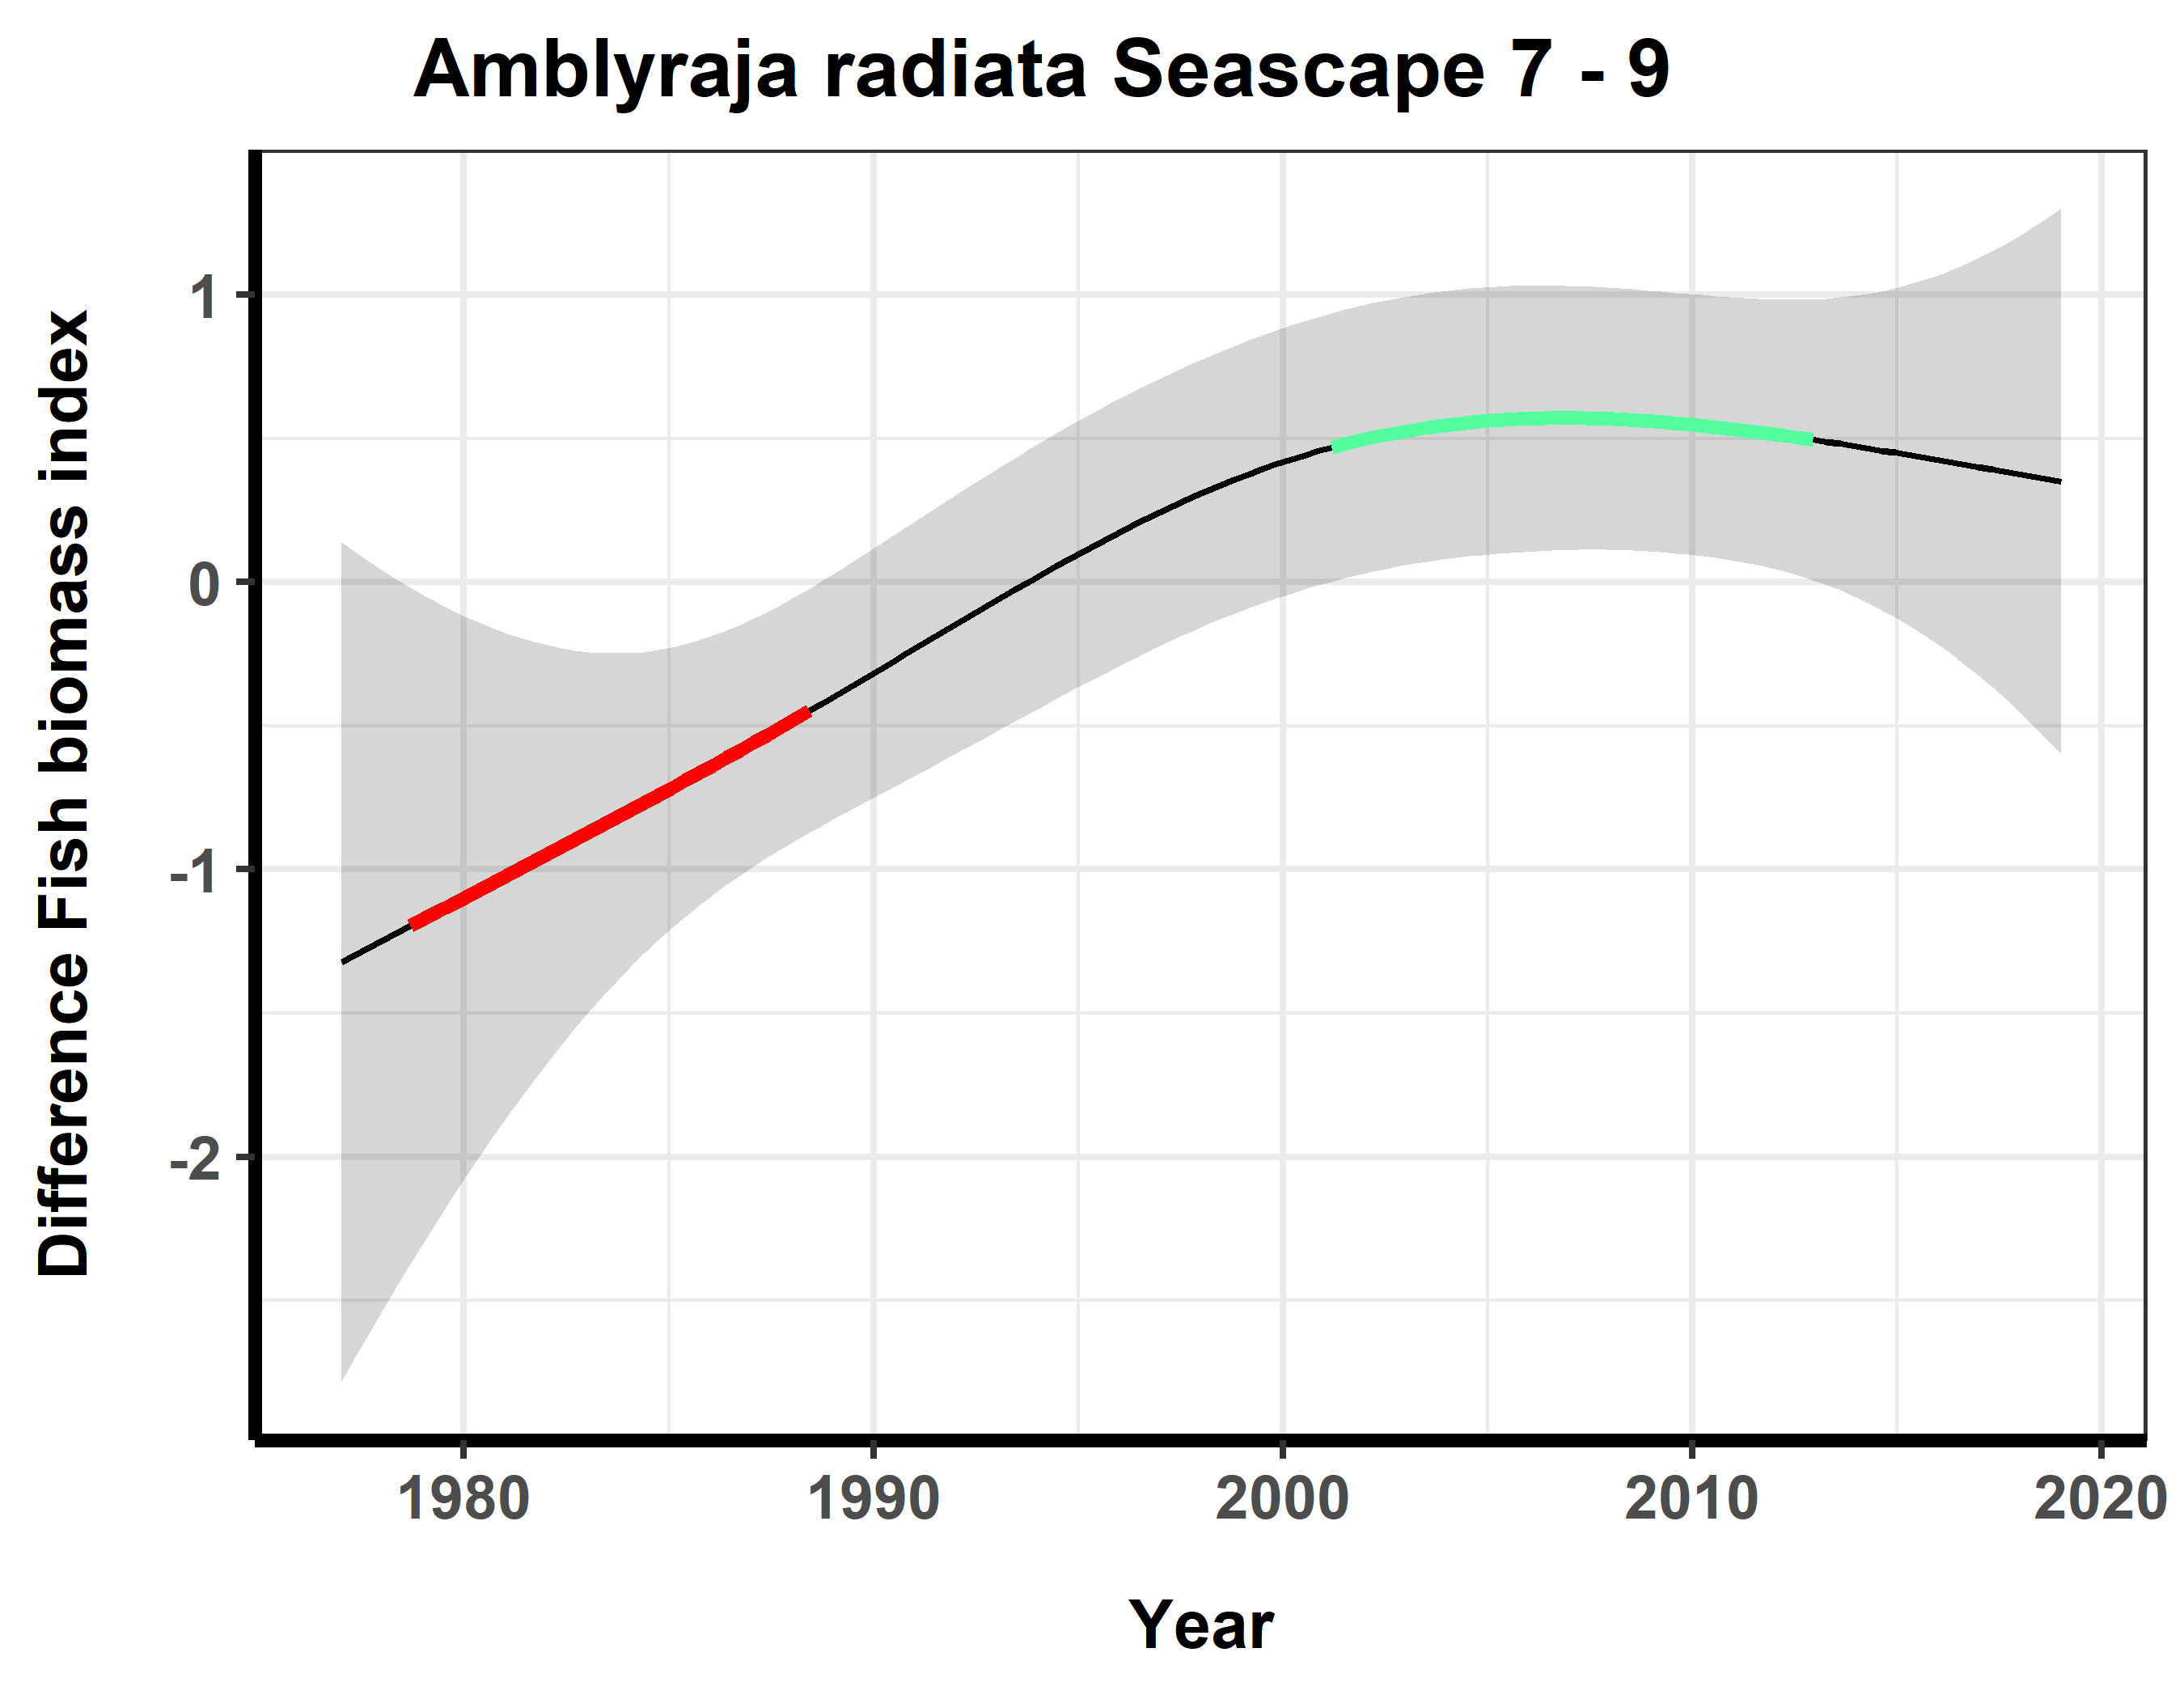 Amblyraja radiata Seascape 7 - 9
Difference Fish biomass index
1
0
-1
-2
1980 1990 2000 2010 2020
Year